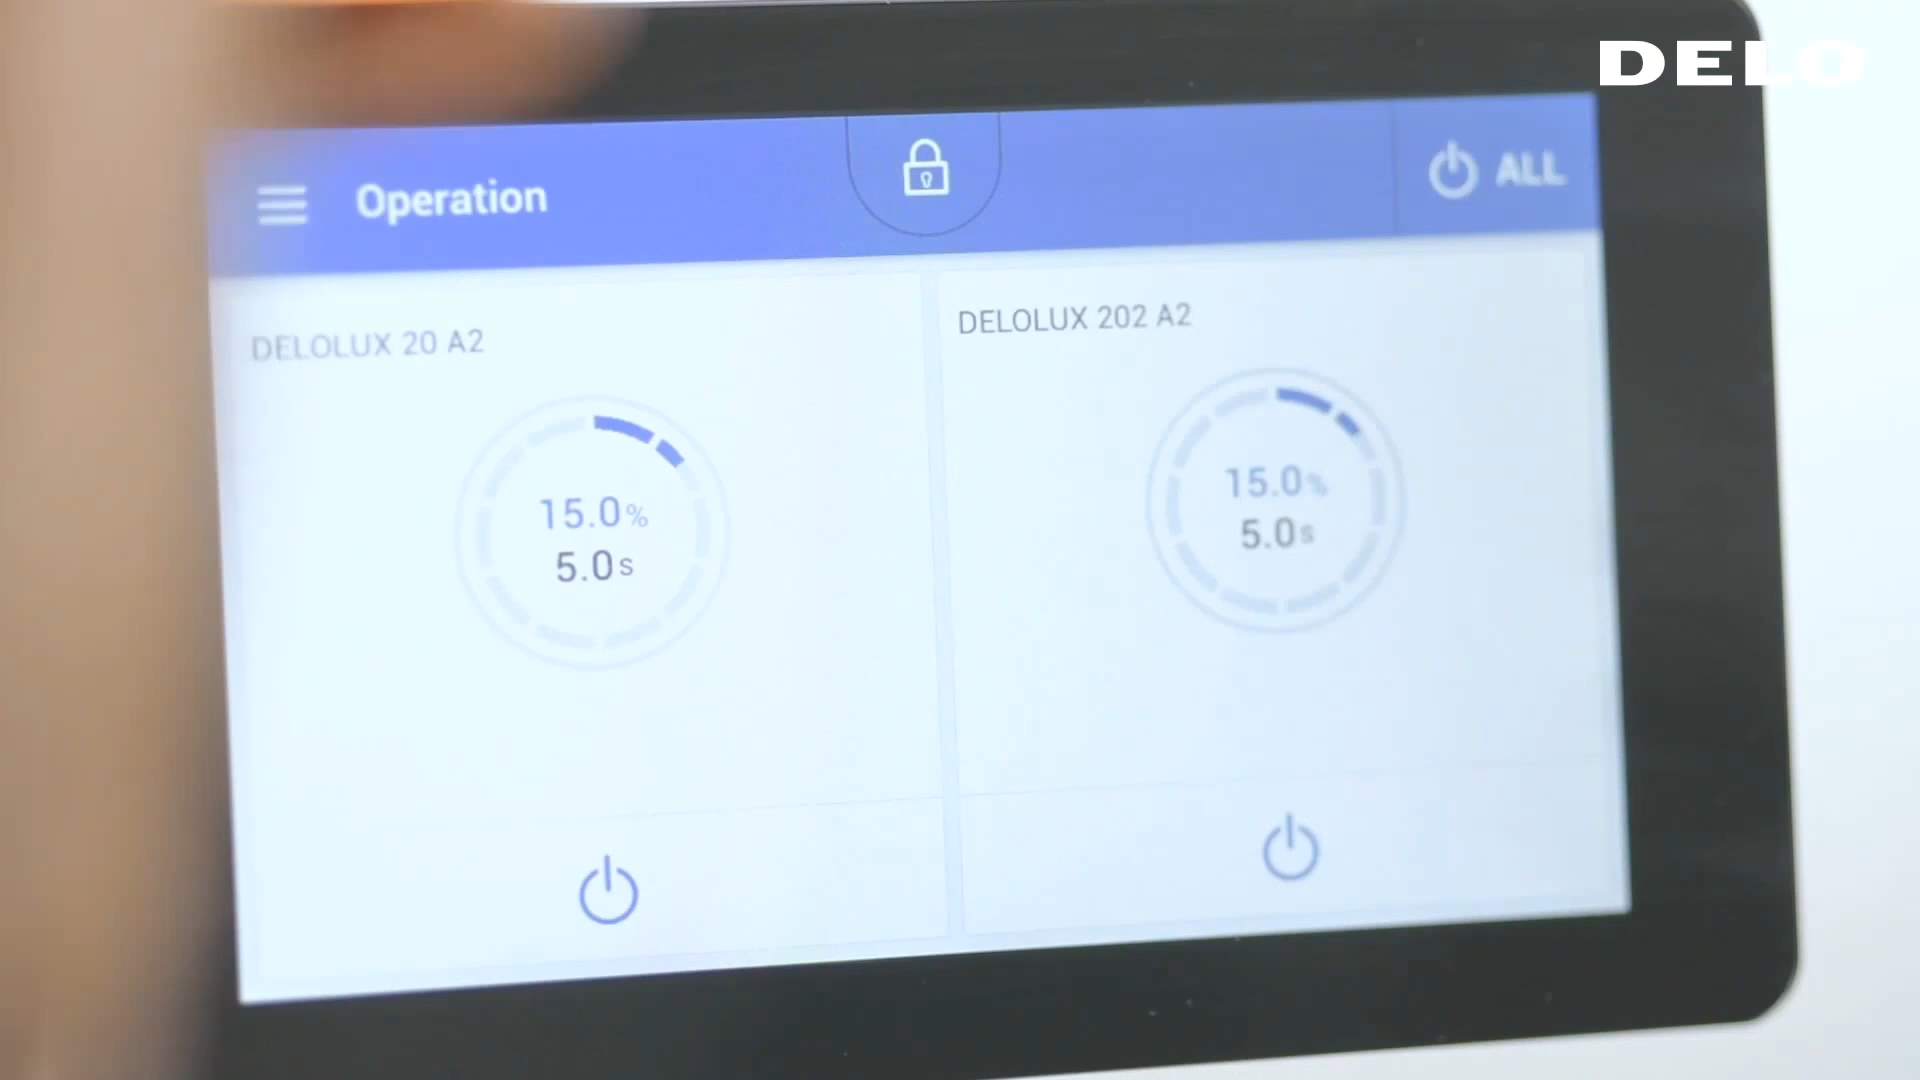 DELO
Operation
ALL
DELOLUX 20 A2
15.0%
5.0s
DELOLUX 202 A2
15.0%
5.0s